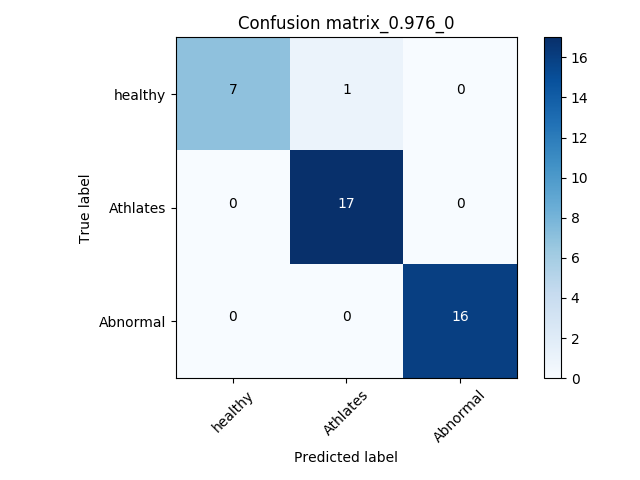 Confusion matrix_0.976_0
True label
healthy
7
1
0
Athlates
0
17
0
Abnormal
0
0
16
healthy
Athlates
Abnormal
Predicted label
16
14
12
10
8
6
4
2
0